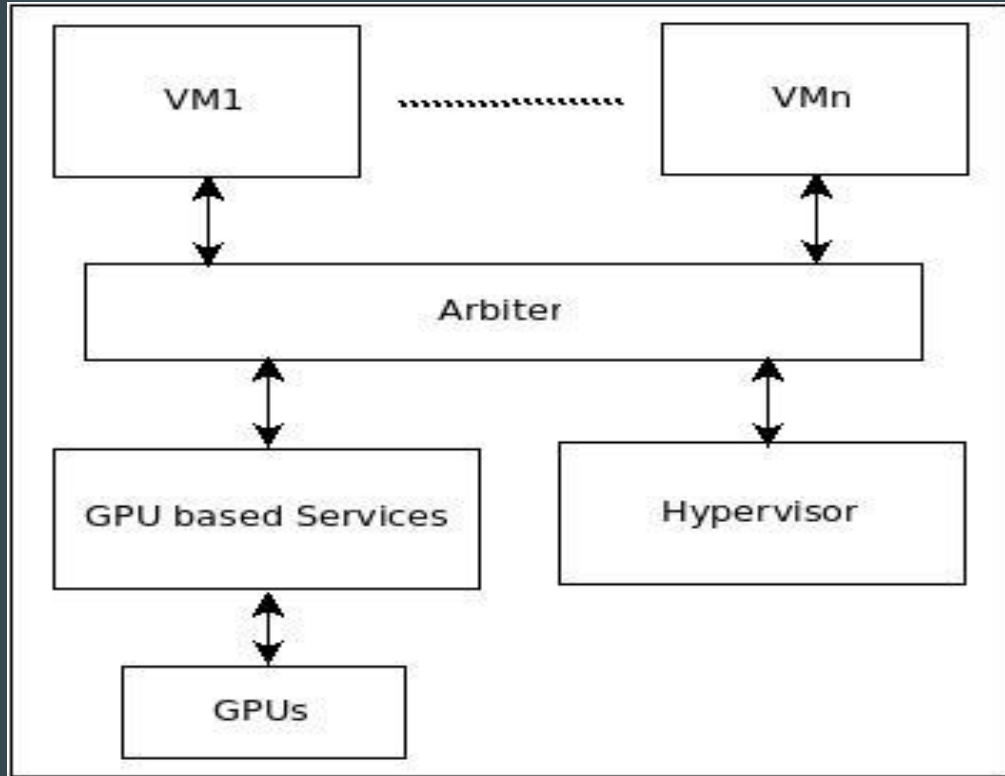 VM1
VMn
Arbiter
GPU based Services
Hypervisor
GPUs